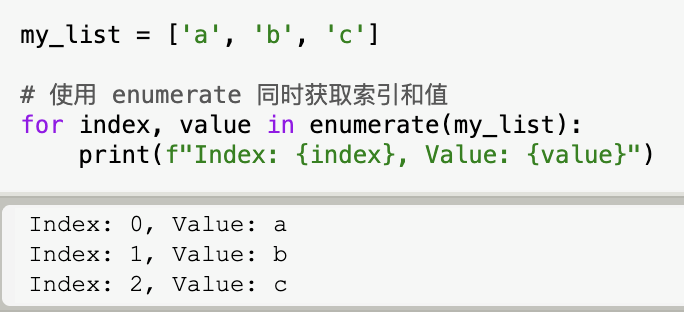 my_list = ['a', 'b', 'c']
# 使用 enumerate 同时获取索引和值
for index, value in enumerate(my_list):
    print(f"Index: {index}, Value: {value}")
Index: 0, Value: a
Index: 1, Value: b
Index: 2, Value: c